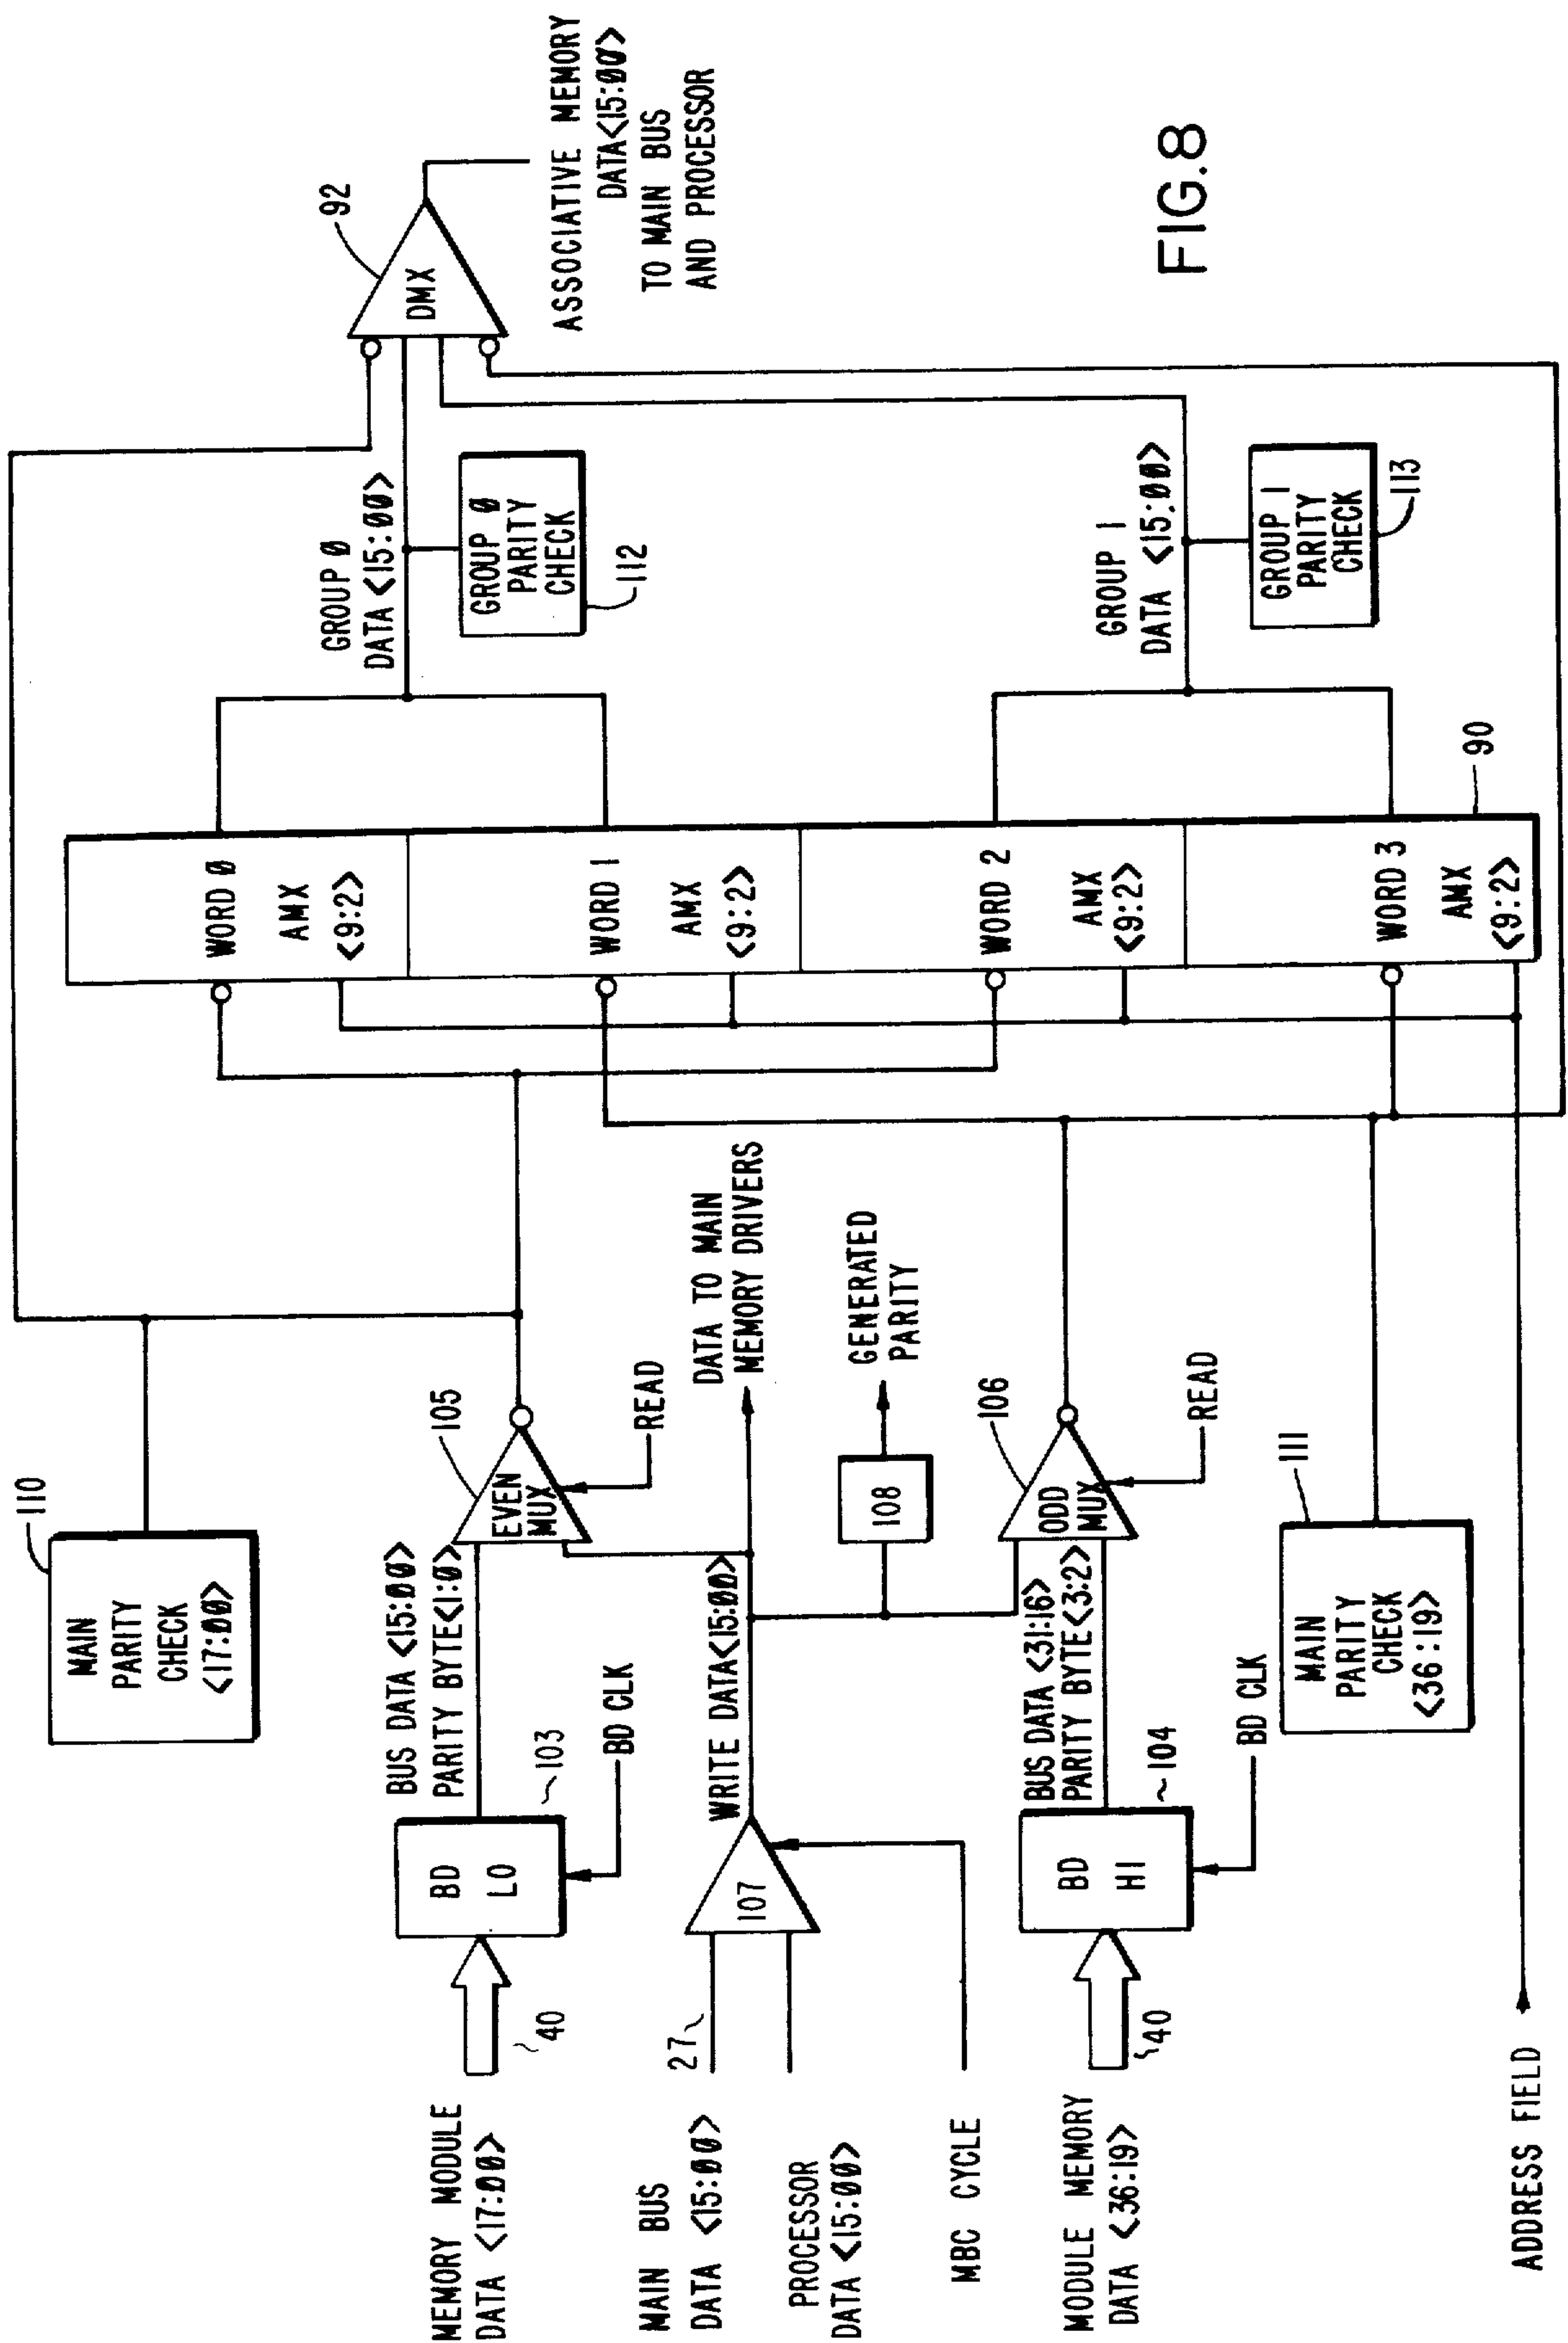 MEMORY MODULE
DATA <17:00>
40
BD
LO
103
BD CLK
BUS DATA <15:00>
PARITY BYTE<1:0>
EVEN
MUX
105
READ
110
MAIN
PARITY
CHECK
<17:00>
MAIN BUS
DATA <15:00>
27
PROCESSOR
DATA <15:00>
MBC CYCLE
107
WRITE DATA<15:00>
DATA TO MAIN
MEMORY DRIVERS
108
GENERATED
PARITY
MODULE MEMORY
DATA <36:19>
40
BD
HI
104
BD CLK
BUS DATA <31:16>
PARITY BYTE<3:2>
ODD
MUX
106
READ
111
MAIN
PARITY
CHECK
<36:19>
ADDRESS FIELD
WORD 0
AMX
<9:2>
WORD 1
AMX
<9:2>
WORD 2
AMX
<9:2>
WORD 3
AMX
<9:2>
90
GROUP 0
DATA <15:00>
GROUP 0
PARITY
CHECK
112
GROUP 1
DATA <15:00>
GROUP 1
PARITY
CHECK
113
DMX
92
ASSOCIATIVE MEMORY
DATA<15:00>
TO MAIN BUS
AND PROCESSOR
FIG.8